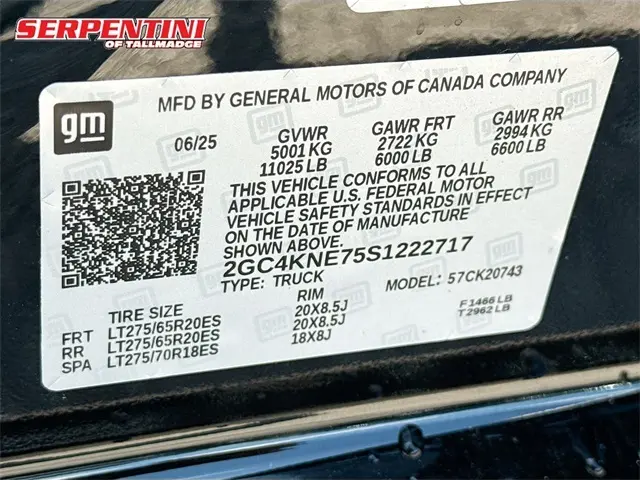 SERPENTINI
OF TALLMADGE
MFD BY GENERAL MOTORS OF CANADA COMPANY
gm
06/25 GVWR GAWR FRT GAWR RR
5001 KG 2722 KG 2994 KG
11025 LB 6000 LB 6600 LB
THIS VEHICLE CONFORMS TO ALL
APPLICABLE U.S. FEDERAL MOTOR
VEHICLE SAFETY STANDARDS IN EFFECT
ON THE DATE OF MANUFACTURE
SHOWN ABOVE.
2GC4KNE75S1222717
TYPE: TRUCK MODEL: 57CK20743
TIRE SIZE RIM
FRT LT275/65R20ES 20X8.5J F1466 LB
RR LT275/65R20ES 20X8.5J T2962 LB
SPA LT275/70R18ES 18X8J